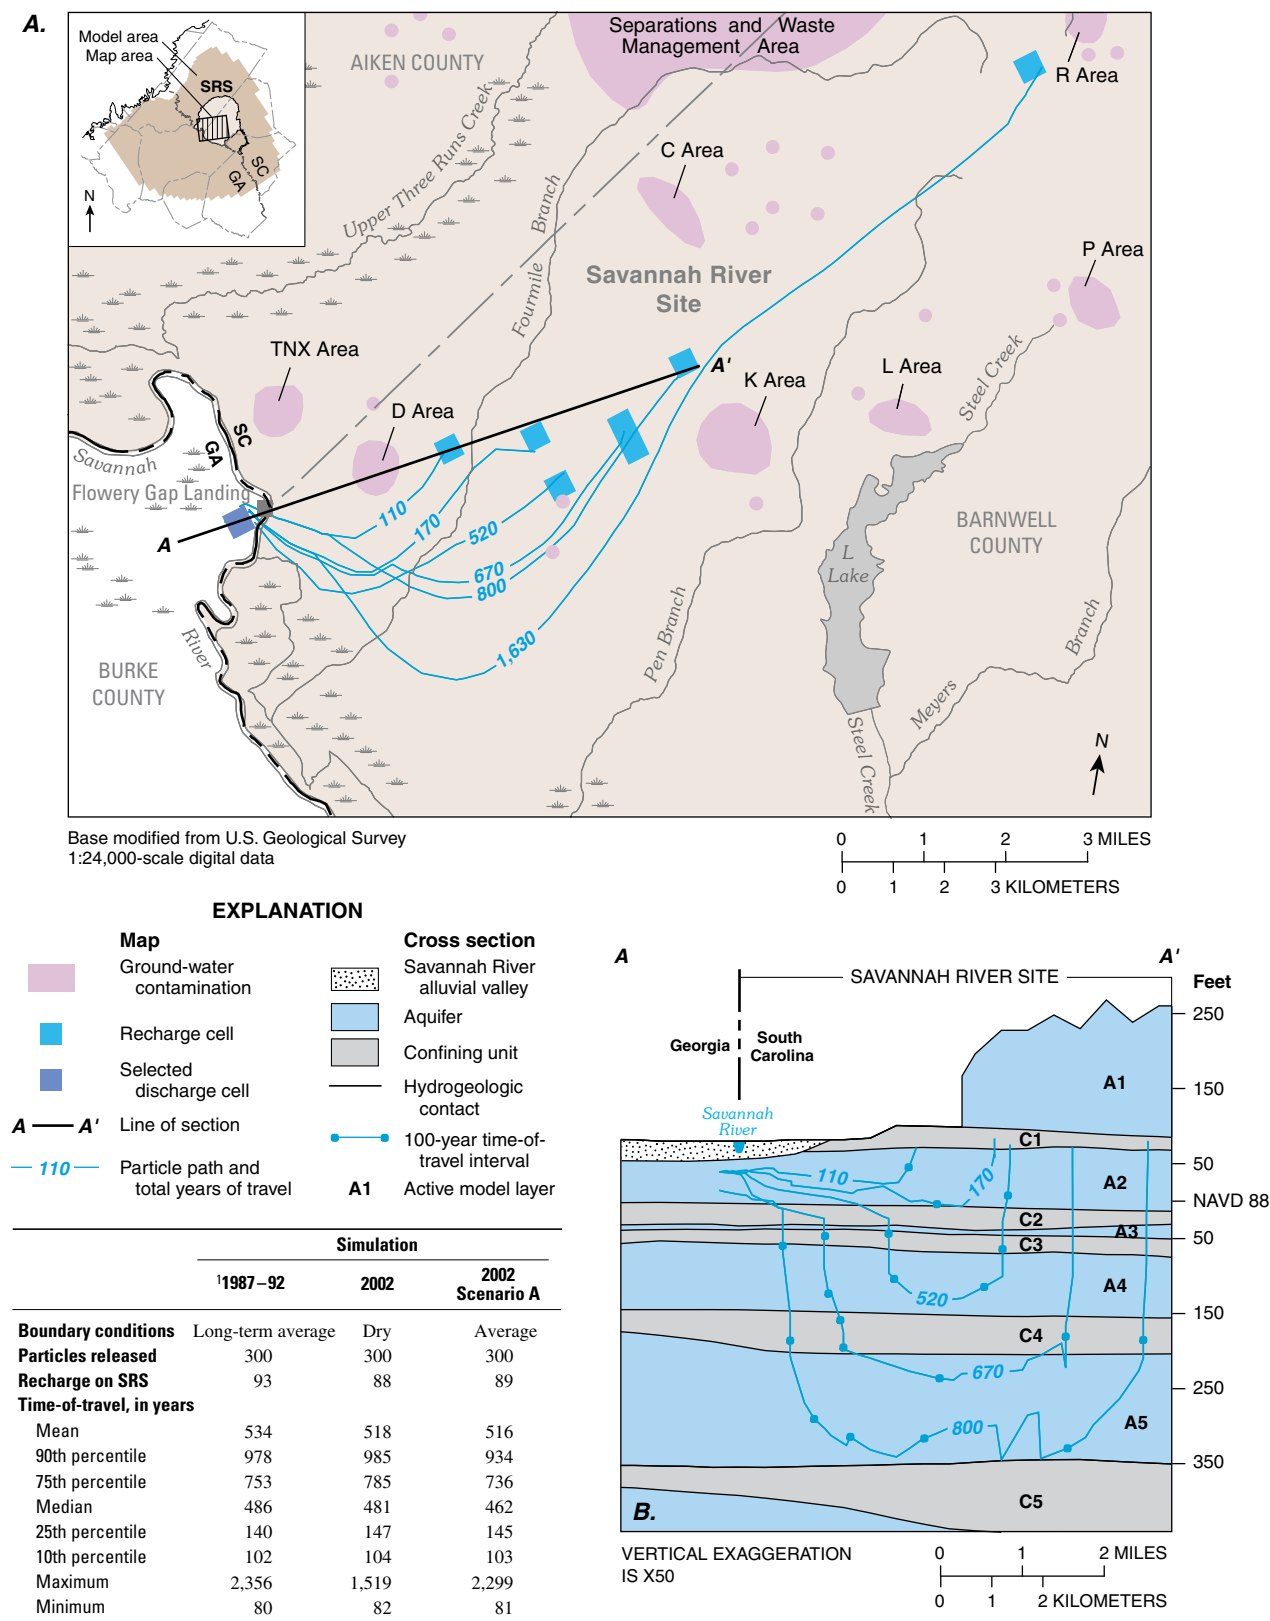 A.
Model area
Map area
SRS
SC
GA
N
AIKEN COUNTY
Separations and Waste
Management Area
R Area
Upper Three Runs Creek
C Area
Fourmile Branch
Savannah River
Site
P Area
TNX Area
D Area
A'
K Area
L Area
Steel Creek
SC
GA
Savannah
Flowery Gap Landing
A
110
170
520
670
800
1,630
L
Lake
BARNWELL
COUNTY
River
BURKE
COUNTY
Pen Branch
Meyers
Branch
Steel Creek
N
Base modified from U.S. Geological Survey
1:24,000-scale digital data
0 1 2 3 MILES
0 1 2 3 KILOMETERS
EXPLANATION
Map
Ground-water
contamination
Recharge cell
Selected
discharge cell
A A' Line of section
110 Particle path and
total years of travel
Cross section
Savannah River
alluvial valley
Aquifer
Confining unit
Hydrogeologic
contact
100-year time-of-
travel interval
A1 Active model layer
Simulation
11987–92 2002 2002
Scenario A
Boundary conditions Long-term average Dry Average
Particles released 300 300 300
Recharge on SRS 93 88 89
Time-of-travel, in years
Mean 534 518 516
90th percentile 978 985 934
75th percentile 753 785 736
Median 486 481 462
25th percentile 140 147 145
10th percentile 102 104 103
Maximum 2,356 1,519 2,299
Minimum 80 82 81
A A'
SAVANNAH RIVER SITE
Feet
250
Georgia South
Carolina
A1
150
Savannah
River
C1
50
110
170
A2
NAVD 88
C2
A3
50
C3
520
A4
150
C4
670
250
800
A5
350
C5
B.
VERTICAL EXAGGERATION
IS X50
0 1 2 MILES
0 1 2 KILOMETERS